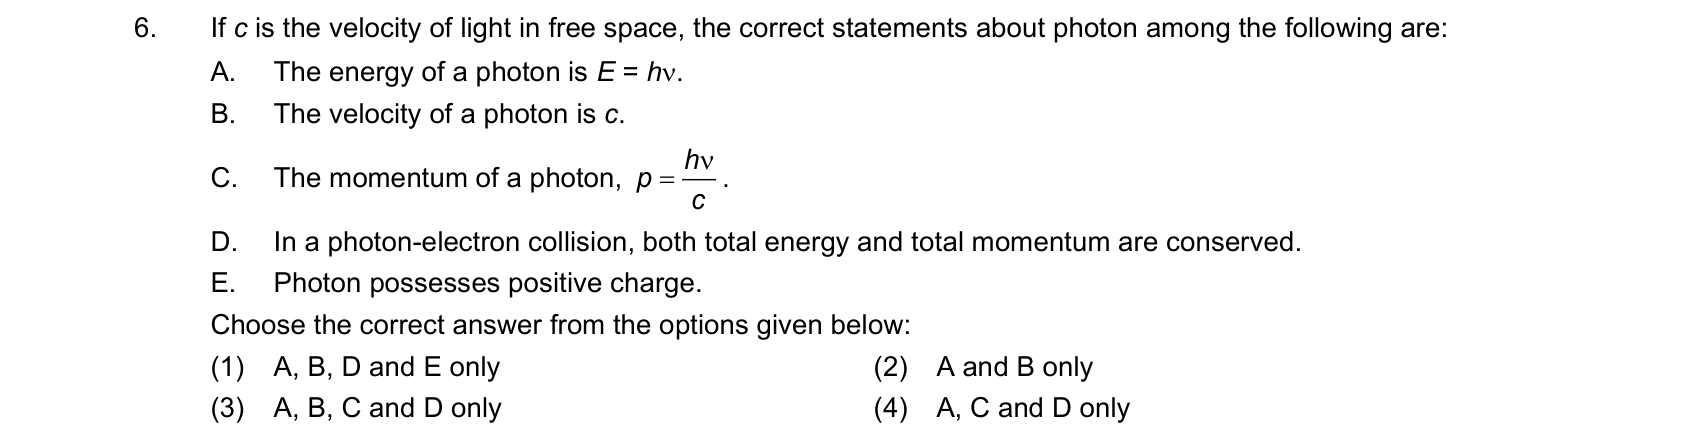 6. If c is the velocity of light in free space, the correct statements about photon among the following are:
A. The energy of a photon is E = hν.
B. The velocity of a photon is c.
C. The momentum of a photon, p = hν/c.
D. In a photon-electron collision, both total energy and total momentum are conserved.
E. Photon possesses positive charge.
Choose the correct answer from the options given below:
(1) A, B, D and E only (2) A and B only
(3) A, B, C and D only (4) A, C and D only